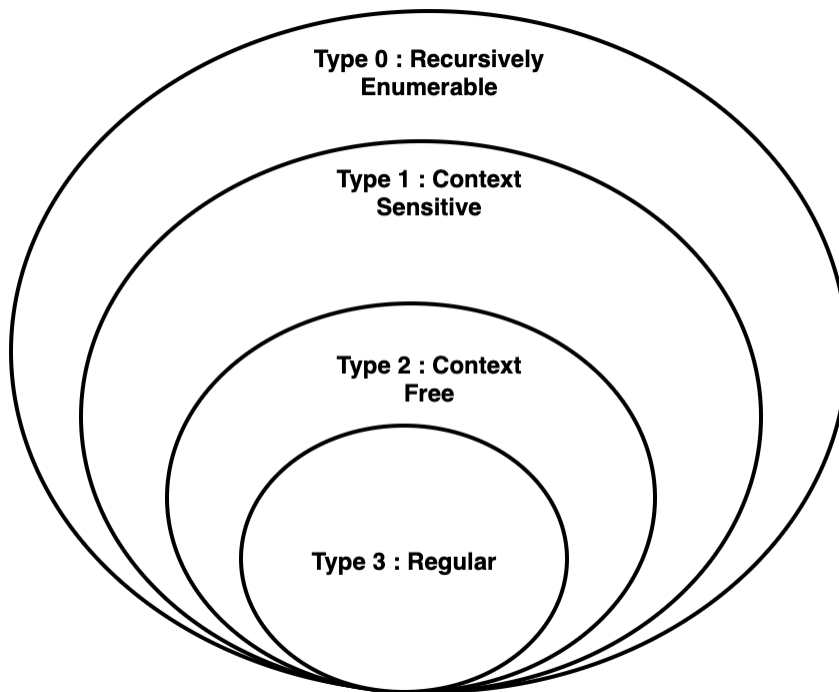 Type 0 : Recursively
Enumerable
Type 1 : Context
Sensitive
Type 2 : Context
Free
Type 3 : Regular